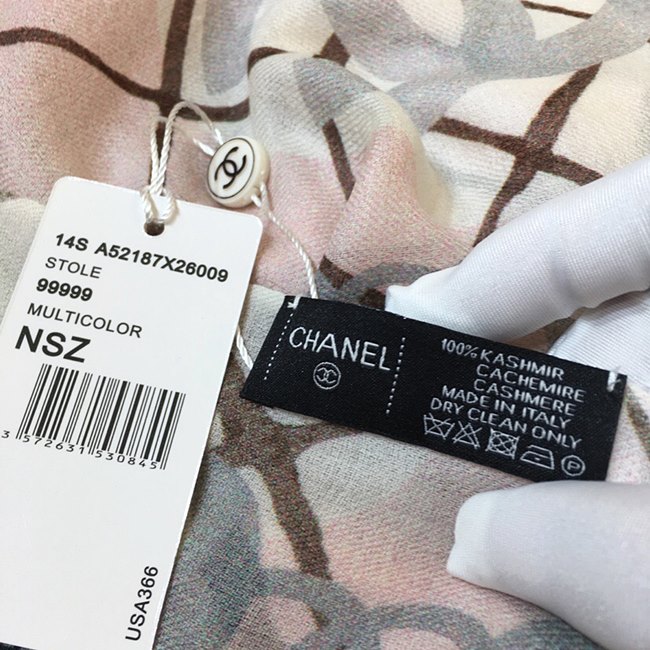 14S A52187X26009
STOLE
99999
MULTICOLOR
NSZ
3 572631 530845
USA366
CHANEL
100% KASHMIR
CACHEMIRE
CASHMERE
MADE IN ITALY
DRY CLEAN ONLY
P